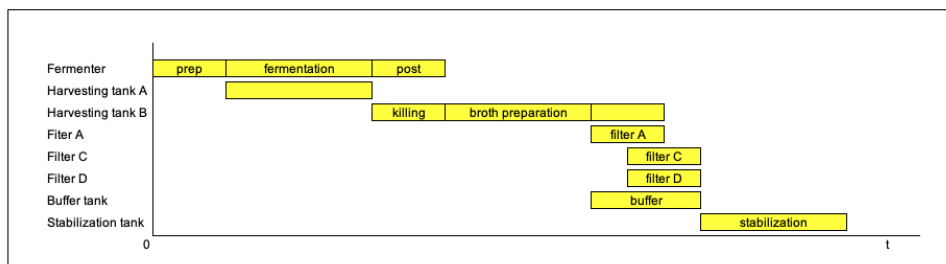 Fermenter prep fermentation post
Harvesting tank A
Harvesting tank B killing broth preparation
Fiter A filter A
Filter C filter C
Filter D filter D
Buffer tank buffer
Stabilization tank stabilization
0 t